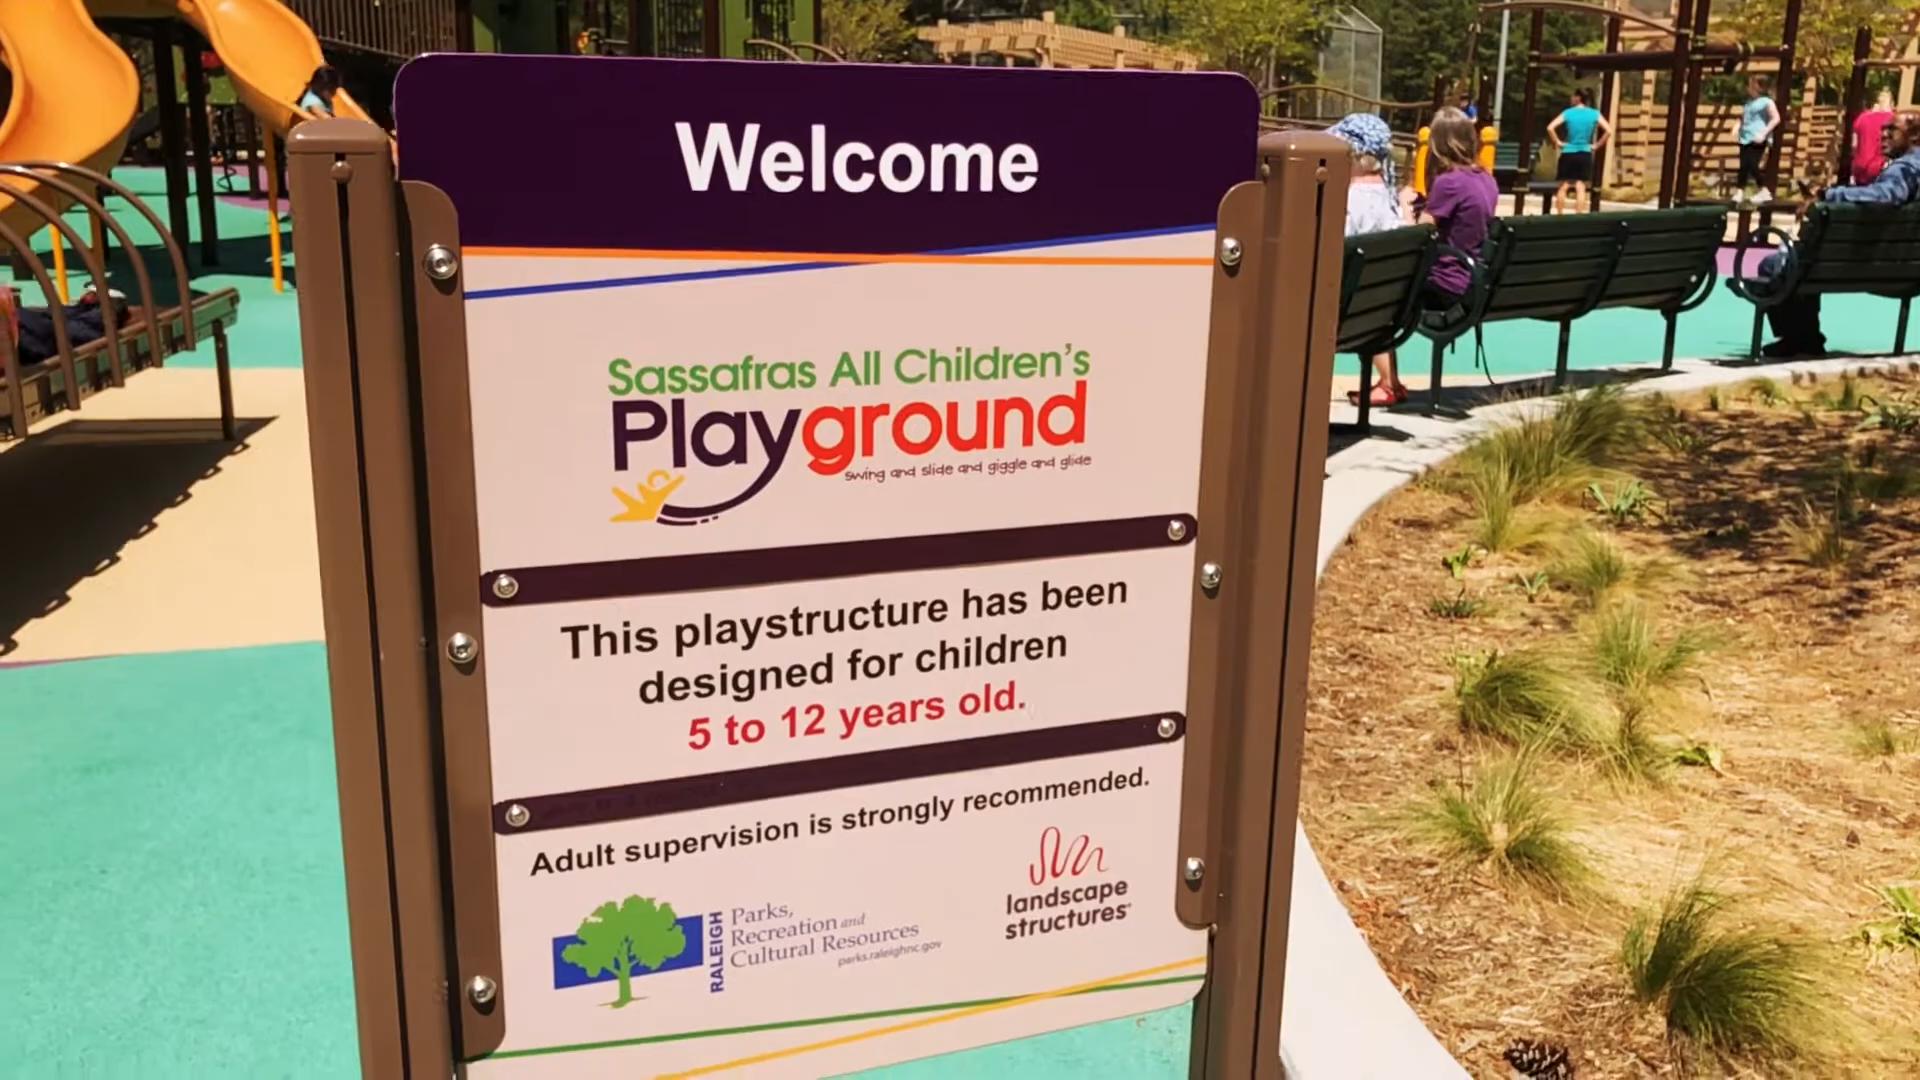 Welcome
Sassafras All Children's
Playground
swing and slide and giggle and glide
This playstructure has been
designed for children
5 to 12 years old.
Adult supervision is strongly recommended.
RALEIGH
Parks,
Recreation and
Cultural Resources
parks.raleighnc.gov
landscape
structures